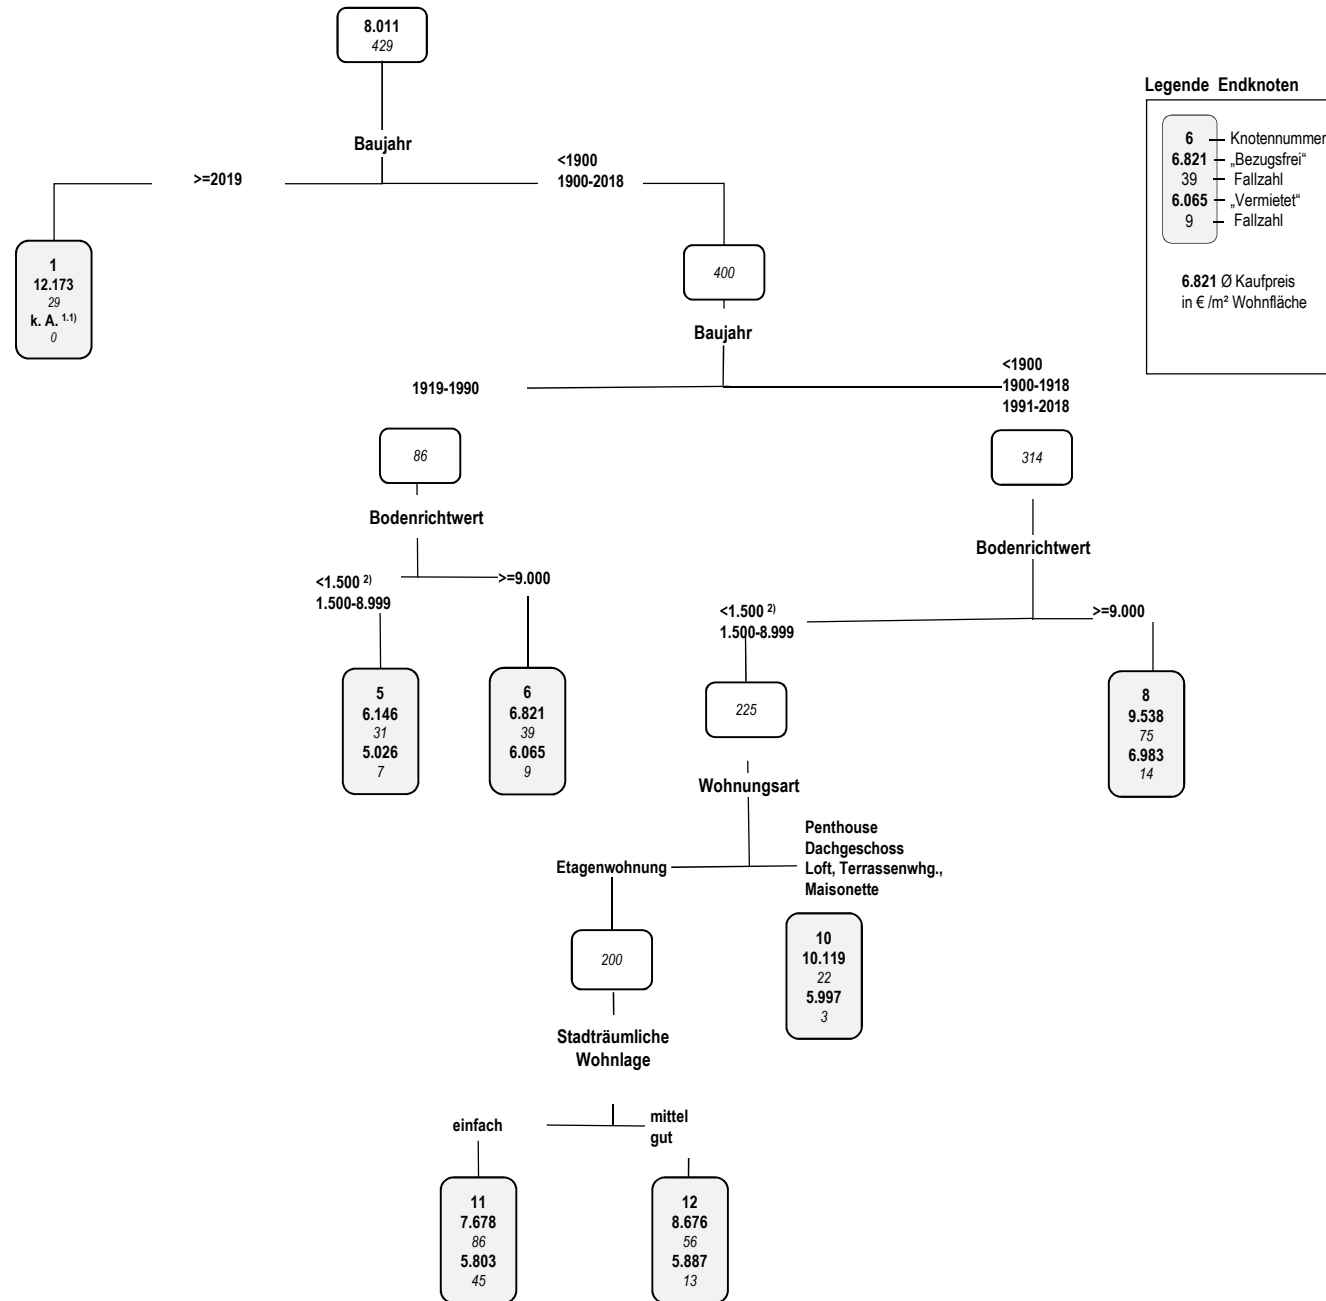 8.011
429
Baujahr
>=2019
<1900
1900-2018
1
12.173
29
k. A. 1.1)
0
400
Baujahr
1919-1990
<1900
1900-1918
1991-2018
86
314
Bodenrichtwert
<1.500 2)
1.500-8.999
>=9.000
Bodenrichtwert
<1.500 2)
1.500-8.999
>=9.000
5
6.146
31
5.026
7
6
6.821
39
6.065
9
225
8
9.538
75
6.983
14
Wohnungsart
Etagenwohnung
Penthouse
Dachgeschoss
Loft, Terrassenwhg.,
Maisonette
200
10
10.119
22
5.997
3
Stadträumliche
Wohnlage
einfach
mittel
gut
11
7.678
86
5.803
45
12
8.676
56
5.887
13
Legende Endknoten
6 Knotennummer
6.821 „Bezugsfrei“
39 Fallzahl
6.065 „Vermietet“
9 Fallzahl
6.821 Ø Kaufpreis
in € /m² Wohnfläche